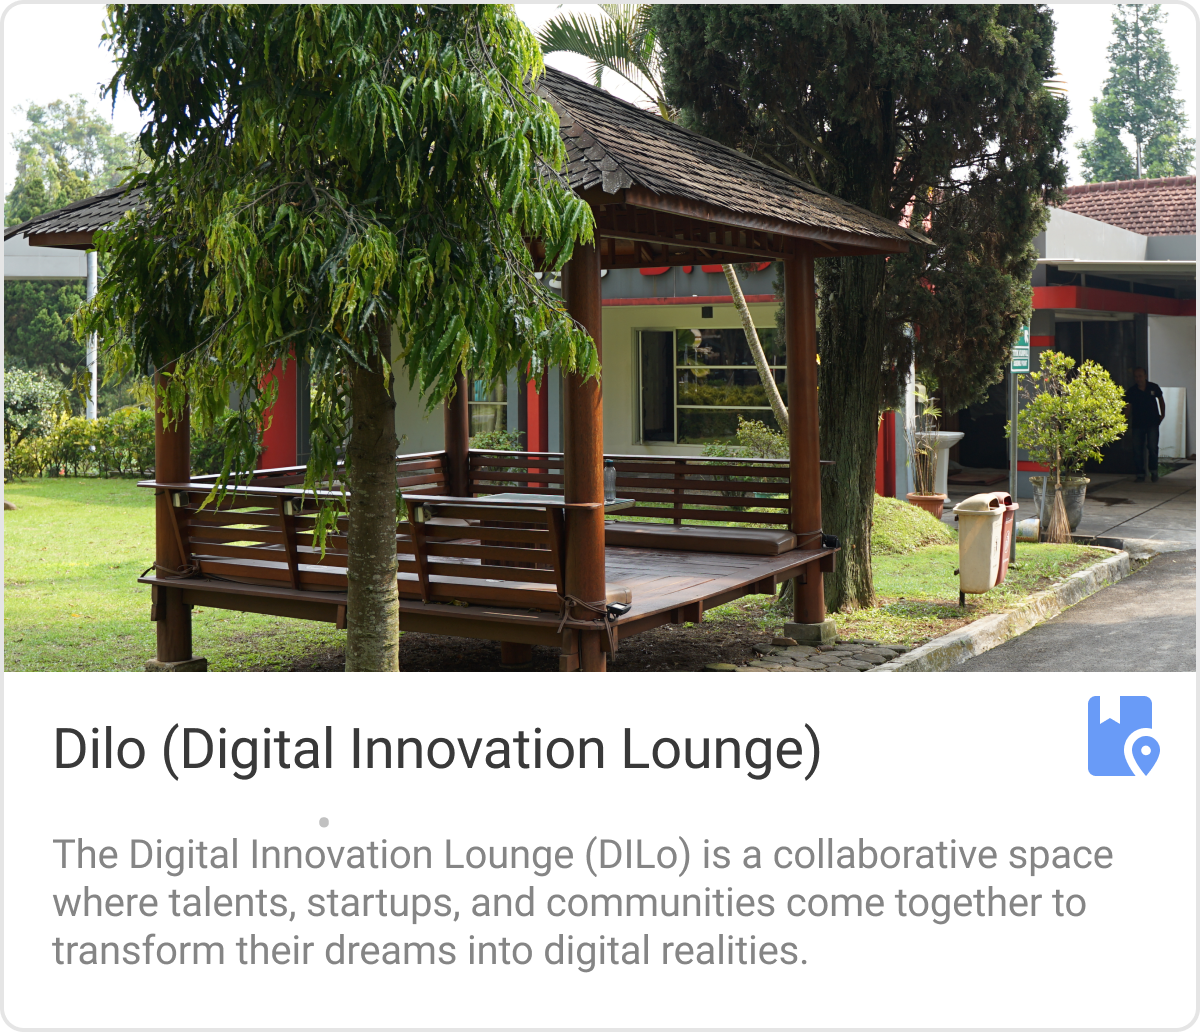 Dilo (Digital Innovation Lounge)
The Digital Innovation Lounge (DILo) is a collaborative space
where talents, startups, and communities come together to
transform their dreams into digital realities.